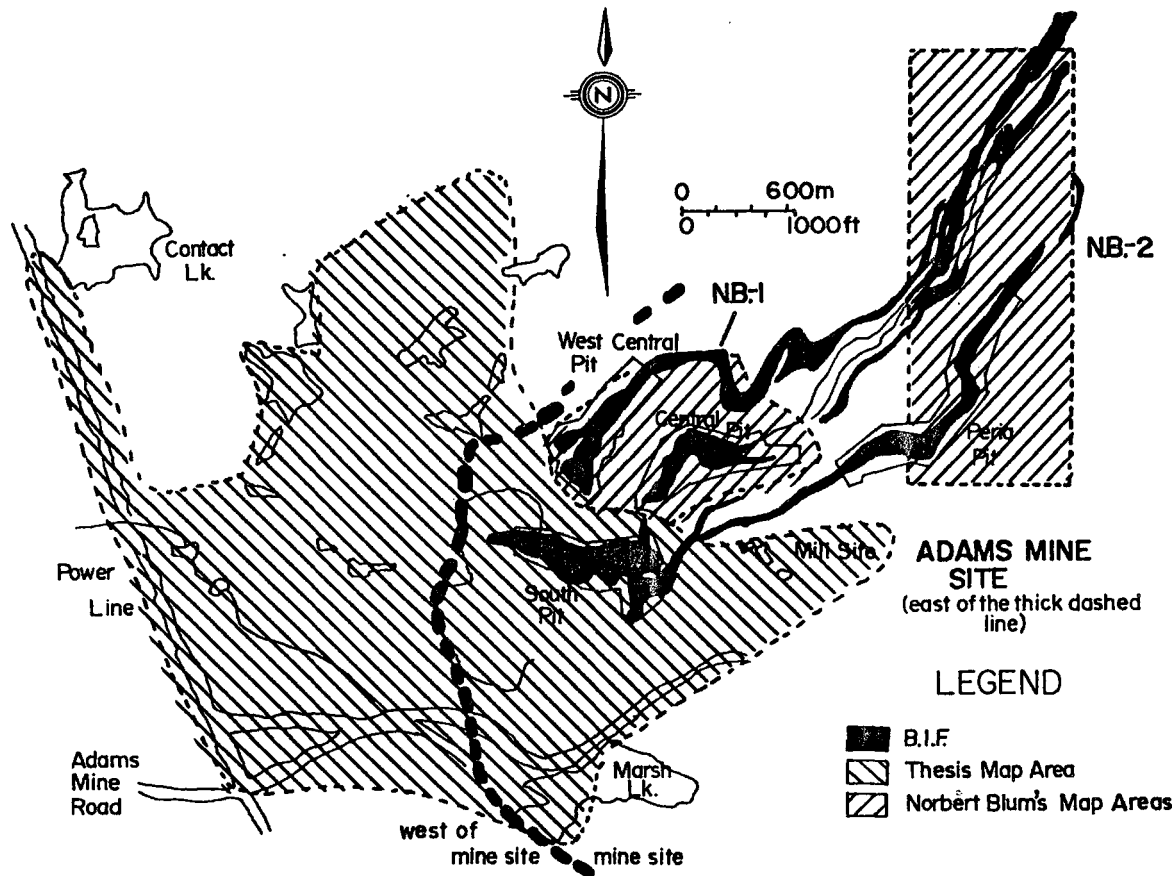 N
0 600m
0 1000ft
Contact
Lk.
N.B.-1
N.B.-2
West Central
Pit
Central Pit
Peria
Pit
Mill Site
South
Pit
Power
Line
ADAMS MINE
SITE
(east of the thick dashed
line)
LEGEND
B.I.F.
Thesis Map Area
Norbert Blum's Map Areas
Adams
Mine
Road
Marsh
Lk.
west of
mine site
mine site